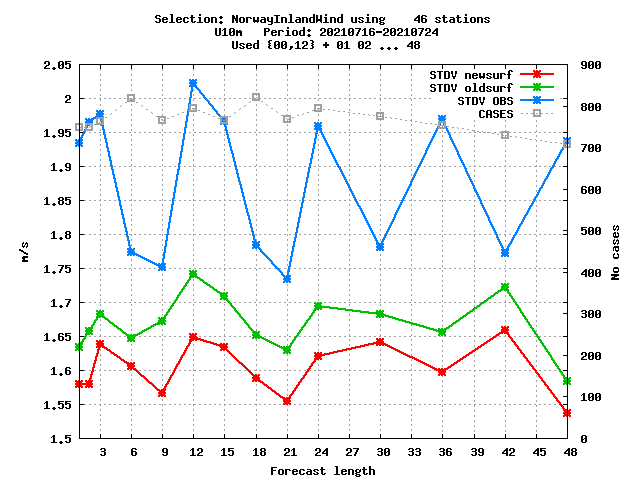 Selection: NorwayInlandWind using    46 stations
U10m   Period: 20210716-20210724
Used {00,12} + 01 02 ... 48
STDV newsurf
STDV oldsurf
STDV OBS
CASES
2.05
2
1.95
1.9
1.85
1.8
1.75
1.7
1.65
1.6
1.55
1.5
m/s
900
800
700
600
500
400
300
200
100
0
No cases
3 6 9 12 15 18 21 24 27 30 33 36 39 42 45 48
Forecast length